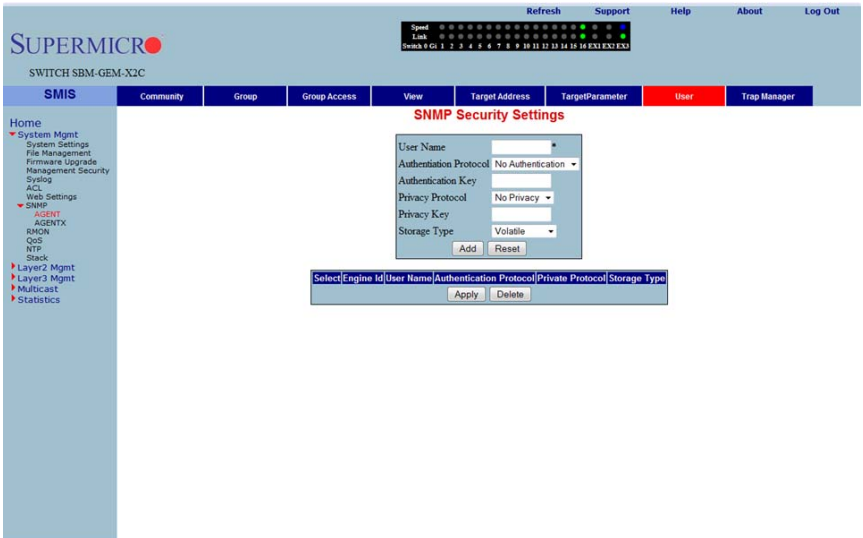 Refresh Support Help About Log Out
SUPERMICRO
Speed
Link
Switch 0 Gi 1 2 3 4 5 6 7 8 9 10 11 12 13 14 15 16 EX1 EX2 EX3
SWITCH SBM-GEM-X2C
SMIS
Community Group Group Access View Target Address TargetParameter User Trap Manager
Home
System Mgmt
System Settings
File Management
Firmware Upgrade
Management Security
Syslog
ACL
Web Settings
SNMP
AGENT
AGENTX
RMON
QoS
NTP
Stack
Layer2 Mgmt
Layer3 Mgmt
Multicast
Statistics
SNMP Security Settings
User Name *
Authentiation Protocol No Authentication
Authentication Key
Privacy Protocol No Privacy
Privacy Key
Storage Type Volatile
Add Reset
Select Engine Id User Name Authentication Protocol Private Protocol Storage Type
Apply Delete